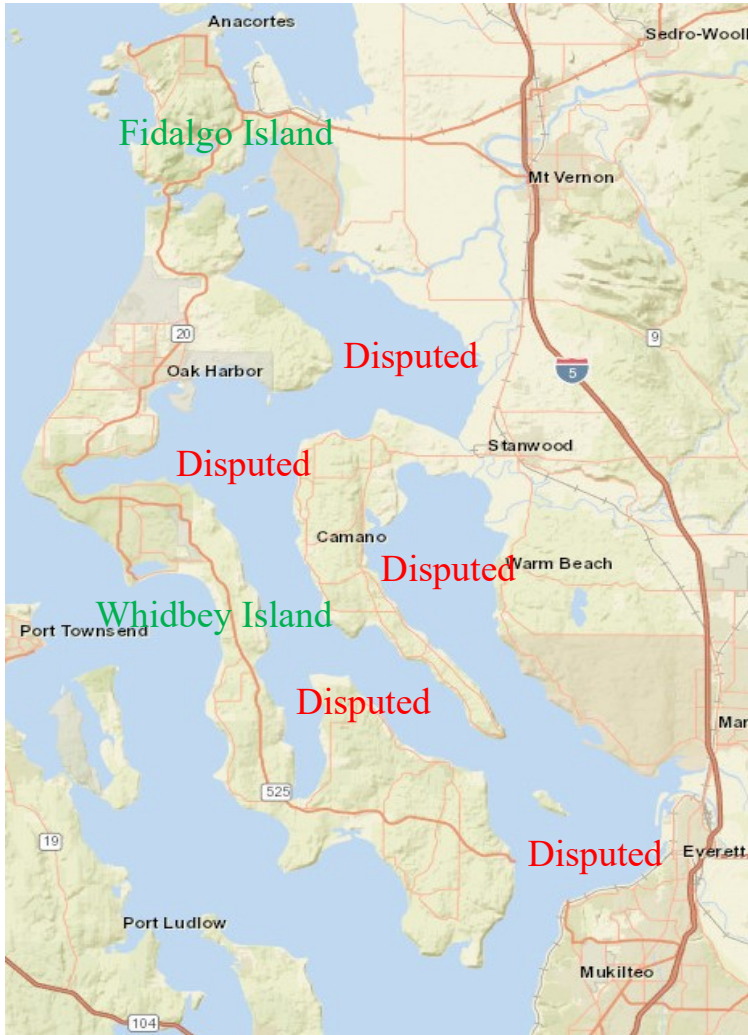 Anacortes
Sedro-Wooll
Fidalgo Island
Mt Vernon
20
9
Disputed
5
Oak Harbor
Stanwood
Disputed
Camano
Disputed
Warm Beach
Whidbey Island
Port Townsend
Disputed
Mar
525
19
Disputed
Everett
Port Ludlow
Mukilteo
104